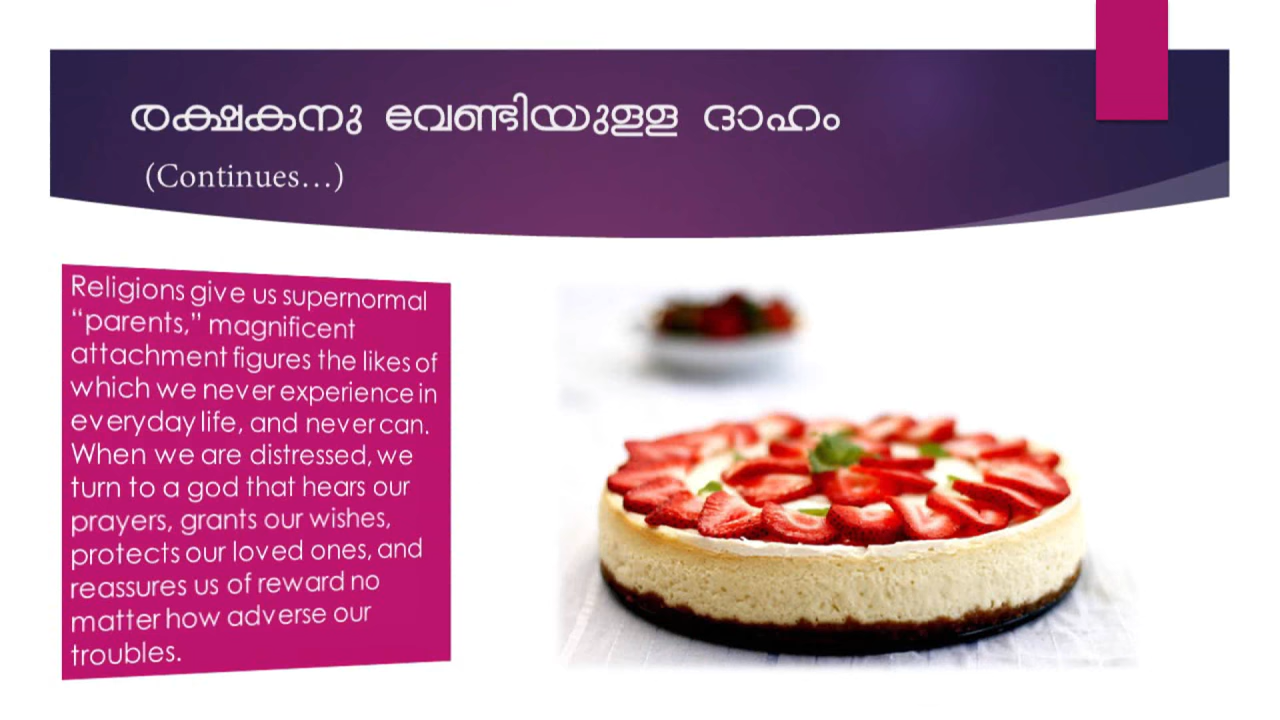 രക്ഷകനു വേണ്ടിയുളള ദാഹം
(Continues…)
Religions give us supernormal
“parents,” magnificent
attachment figures the likes of
which we never experience in
everyday life, and never can.
When we are distressed, we
turn to a god that hears our
prayers, grants our wishes,
protects our loved ones, and
reassures us of reward no
matter how adverse our
troubles.